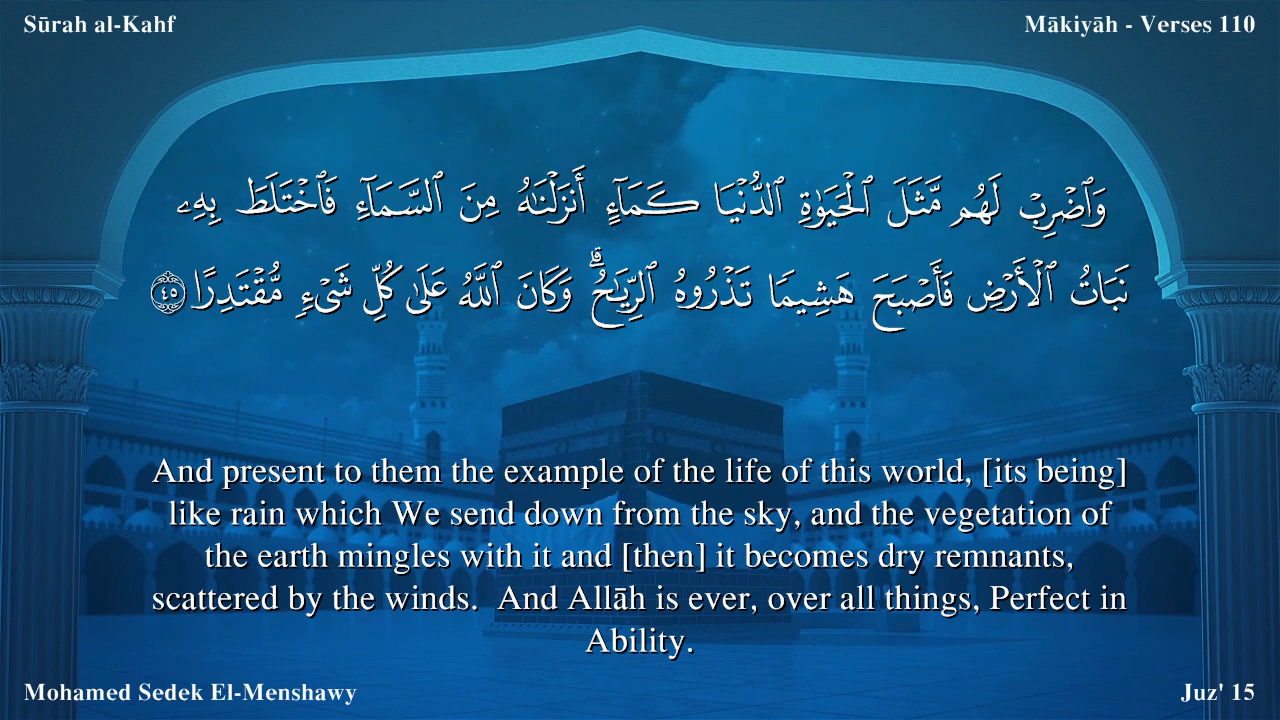 Sūrah al-Kahf
Mākiyāh - Verses 110
وَٱضْرِبْ لَهُم مَّثَلَ ٱلْحَيَوٰةِ ٱلدُّنْيَا كَمَآءٍ أَنزَلْنَـٰهُ مِنَ ٱلسَّمَآءِ فَٱخْتَلَطَ بِهِۦ
نَبَاتُ ٱلْأَرْضِ فَأَصْبَحَ هَشِيمًا تَذْرُوهُ ٱلرِّيَـٰحُ ۗ وَكَانَ ٱللَّهُ عَلَىٰ كُلِّ شَىْءٍ مُّقْتَدِرًا ٤٥
And present to them the example of the life of this world, [its being]
like rain which We send down from the sky, and the vegetation of
the earth mingles with it and [then] it becomes dry remnants,
scattered by the winds.  And Allāh is ever, over all things, Perfect in
Ability.
Mohamed Sedek El-Menshawy
Juz' 15